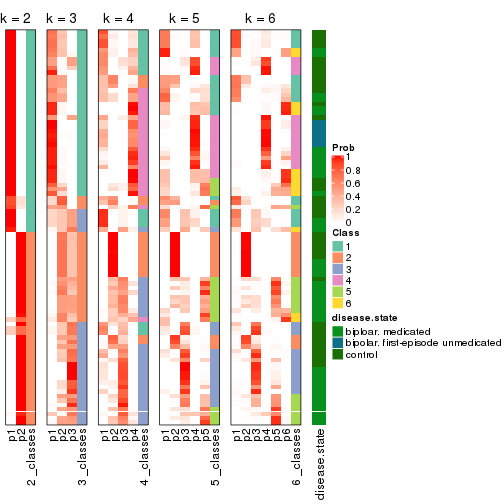 k = 2 k = 3 k = 4 k = 5 k = 6
Prob
1
0.8
0.6
0.4
0.2
0
Class
1
2
3
4
5
6
disease.state
biploar, medicated
bipolar, first-episode unmedicated
control
p1
p2
2_classes
p1
p2
p3
3_classes
p1
p2
p3
p4
4_classes
p1
p2
p3
p4
p5
5_classes
p1
p2
p3
p4
p5
p6
6_classes
disease.state